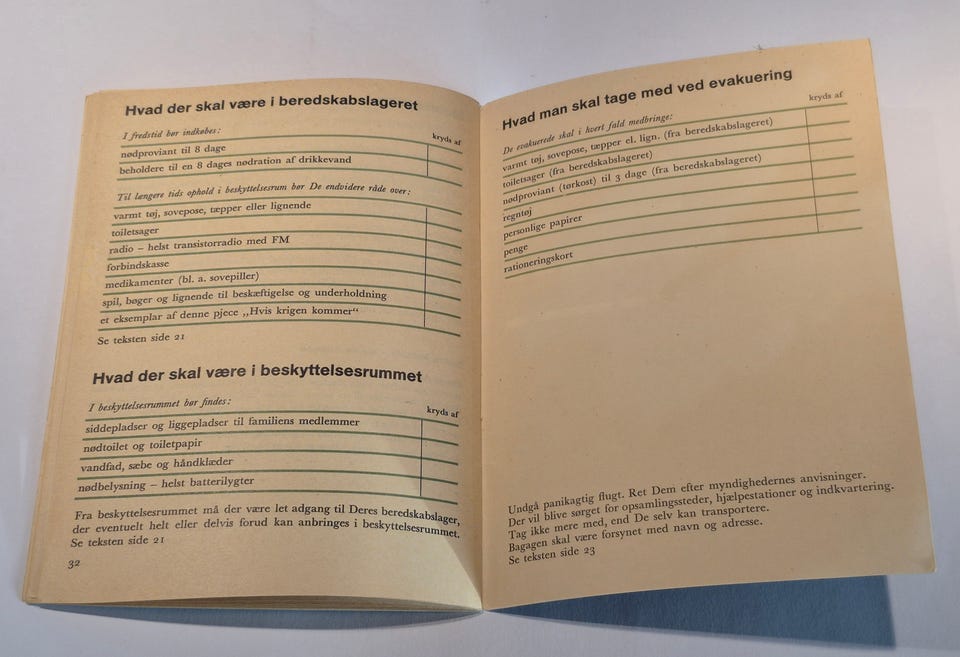 Hvad der skal være i beredskabslageret
I fredstid bør indkøbes:
kryds af
nødproviant til 8 dage
beholdere til en 8 dages nødration af drikkevand
Til længere tids ophold i beskyttelsesrum bør De endvidere råde over:
varmt tøj, sovepose, tæpper eller lignende
toiletsager
radio – helst transistorradio med FM
forbindskasse
medikamenter (bl. a. sovepiller)
spil, bøger og lignende til beskæftigelse og underholdning
et eksemplar af denne pjece „Hvis krigen kommer“
Se teksten side 21
Hvad der skal være i beskyttelsesrummet
I beskyttelsesrummet bør findes:
kryds af
siddepladser og liggepladser til familiens medlemmer
nødtoilet og toiletpapir
vandfad, sæbe og håndklæder
nødbelysning – helst batterilygter
Fra beskyttelsesrummet må der være let adgang til Deres beredskabslager,
der eventuelt helt eller delvis forud kan anbringes i beskyttelsesrummet.
Se teksten side 21
32
Hvad man skal tage med ved evakuering
De evakuerede skal i hvert fald medbringe:
kryds af
varmt tøj, sovepose, tæpper el. lign. (fra beredskabslageret)
toiletsager (fra beredskabslageret)
nødproviant (tørkost) til 3 dage (fra beredskabslageret)
regntøj
personlige papirer
penge
rationeringskort
Undgå panikagtig flugt. Ret Dem efter myndighedernes anvisninger.
Der vil blive sørget for opsamlingssteder, hjælpestationer og indkvartering.
Tag ikke mere med, end De selv kan transportere.
Bagagen skal være forsynet med navn og adresse.
Se teksten side 23